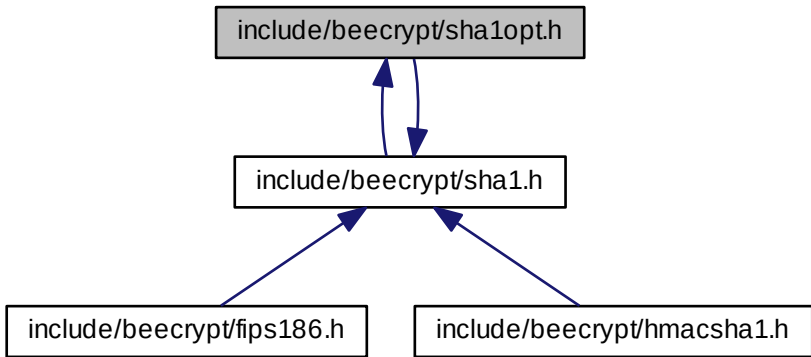 include/beecrypt/sha1opt.h
include/beecrypt/sha1.h
include/beecrypt/fips186.h
include/beecrypt/hmacsha1.h